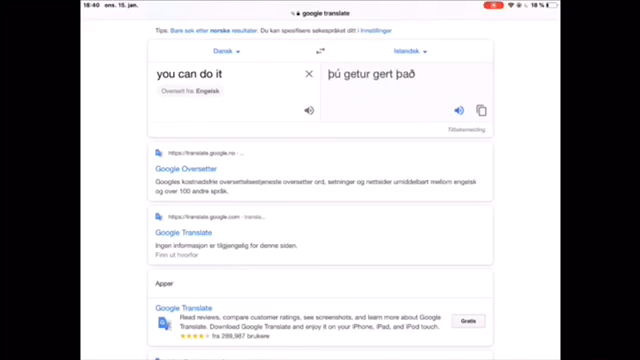 18:40 ons. 15. jan.
google translate
18 %
Tips: Bare søk etter norske resultater. Du kan spesifisere søkespråket ditt i Innstillinger
Dansk
Islandsk
you can do it
þú getur gert það
Oversett fra: Engelsk
Tilbakemelding
https://translate.google.no › ...
Google Oversetter
Googles kostnadsfrie oversettelsestjeneste oversetter ord, setninger og nettsider umiddelbart mellom engelsk
og over 100 andre språk.
https://translate.google.com › transla...
Google Translate
Ingen informasjon er tilgjengelig for denne siden.
Finn ut hvorfor
Apper
Google Translate
Read reviews, compare customer ratings, see screenshots, and learn more about Google
Translate. Download Google Translate and enjoy it on your iPhone, iPad, and iPod touch.
Gratis
fra 299,987 brukere